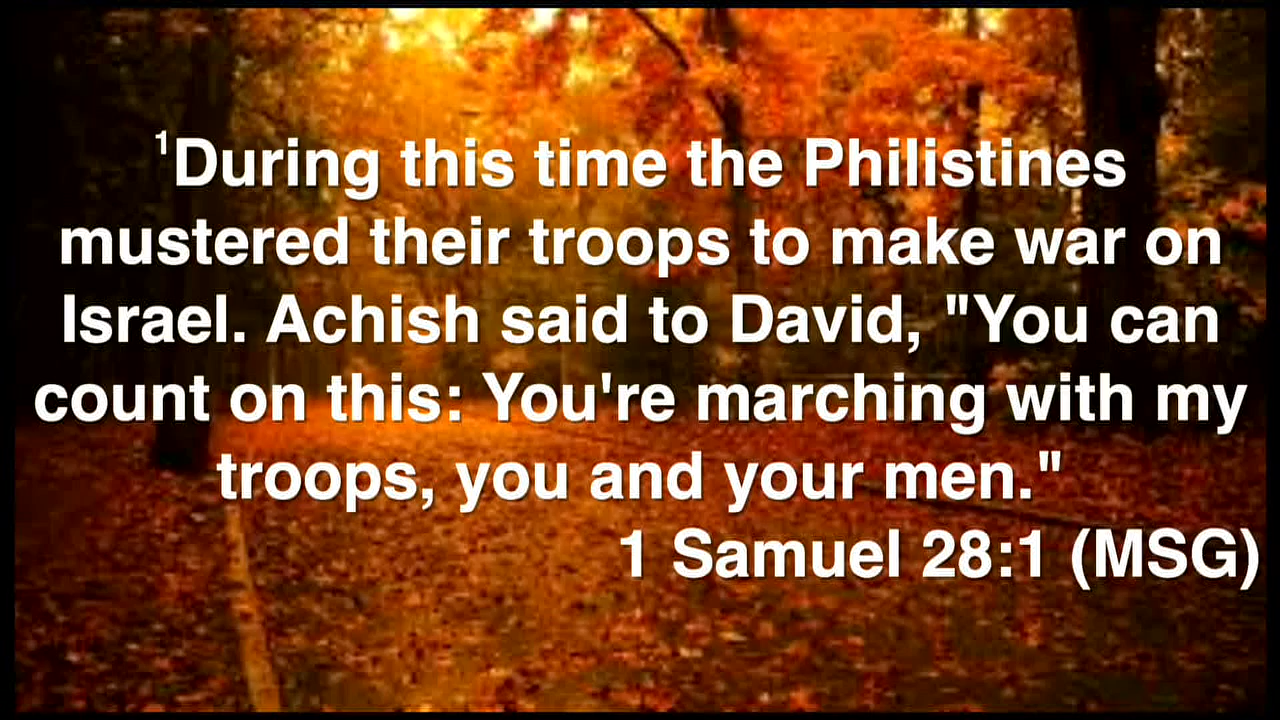 ¹During this time the Philistines
mustered their troops to make war on
Israel. Achish said to David, "You can
count on this: You're marching with my
troops, you and your men."
1 Samuel 28:1 (MSG)